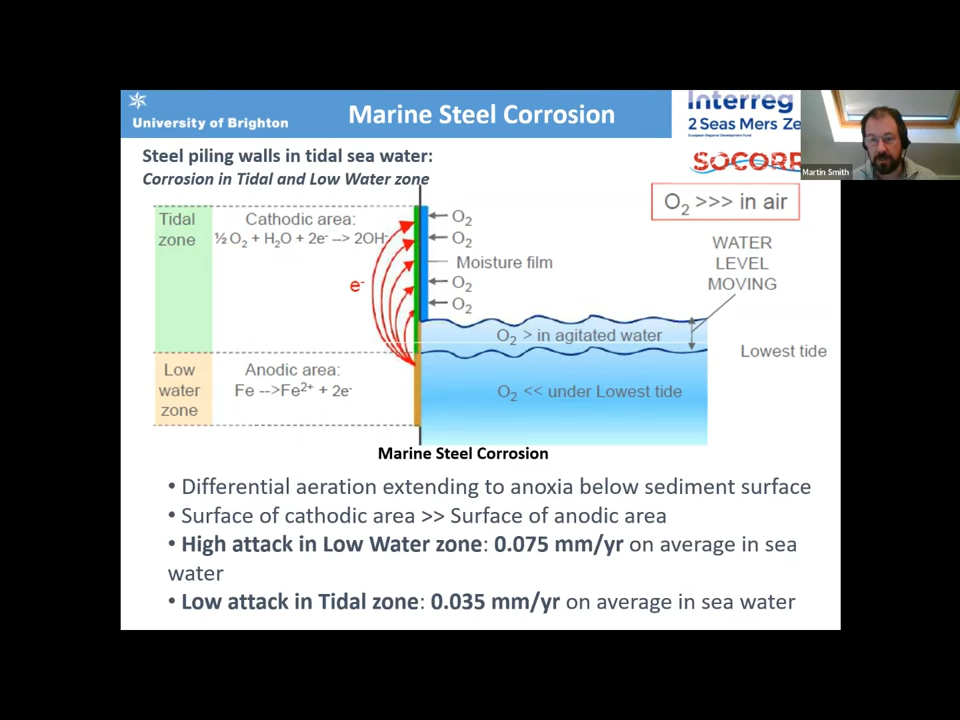 University of Brighton
Marine Steel Corrosion
Interreg
2 Seas Mers Ze
European Regional Development Fund
SOCORR
Martin Smith
Steel piling walls in tidal sea water:
Corrosion in Tidal and Low Water zone
O₂ >>> in air
Tidal zone
Cathodic area:
½ O₂ + H₂O + 2e⁻ --> 2OH⁻
e⁻
O₂
O₂
Moisture film
O₂
O₂
WATER
LEVEL
MOVING
O₂ > in agitated water
Lowest tide
Low
water
zone
Anodic area:
Fe -->Fe²⁺ + 2e⁻
O₂ << under Lowest tide
Marine Steel Corrosion
• Differential aeration extending to anoxia below sediment surface
• Surface of cathodic area >> Surface of anodic area
• High attack in Low Water zone: 0.075 mm/yr on average in sea
water
• Low attack in Tidal zone: 0.035 mm/yr on average in sea water